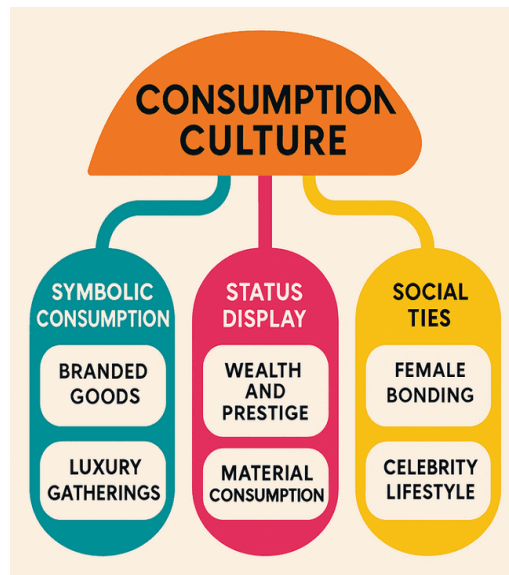 CONSUMPTION
CULTURE
SYMBOLIC
CONSUMPTION
BRANDED
GOODS
LUXURY
GATHERINGS
STATUS
DISPLAY
WEALTH
AND
PRESTIGE
MATERIAL
CONSUMPTION
SOCIAL
TIES
FEMALE
BONDING
CELEBRITY
LIFESTYLE